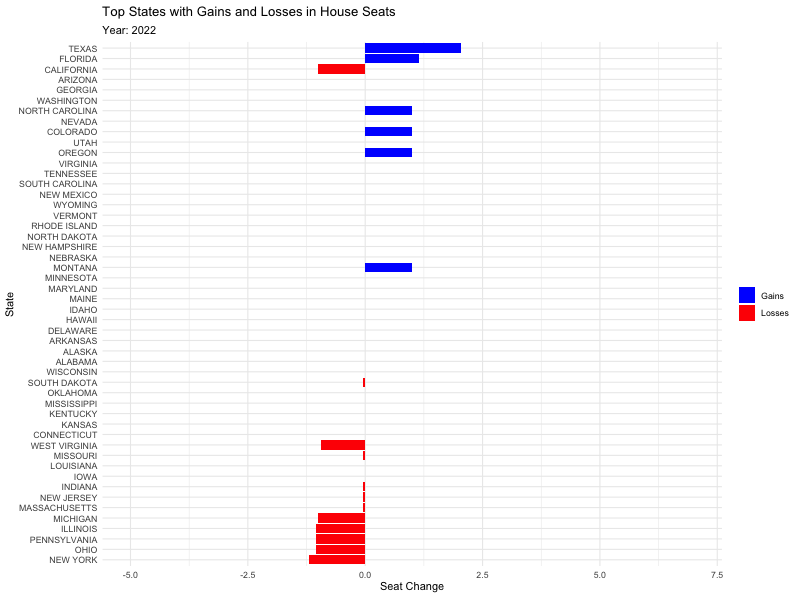 Top States with Gains and Losses in House Seats
Year: 2022
TEXAS
FLORIDA
CALIFORNIA
ARIZONA
GEORGIA
WASHINGTON
NORTH CAROLINA
NEVADA
COLORADO
UTAH
OREGON
VIRGINIA
TENNESSEE
SOUTH CAROLINA
NEW MEXICO
WYOMING
VERMONT
RHODE ISLAND
NORTH DAKOTA
NEW HAMPSHIRE
NEBRASKA
MONTANA
MINNESOTA
MARYLAND
MAINE
IDAHO
HAWAII
DELAWARE
ARKANSAS
ALASKA
ALABAMA
WISCONSIN
SOUTH DAKOTA
OKLAHOMA
MISSISSIPPI
KENTUCKY
KANSAS
CONNECTICUT
WEST VIRGINIA
MISSOURI
LOUISIANA
IOWA
INDIANA
NEW JERSEY
MASSACHUSETTS
MICHIGAN
ILLINOIS
PENNSYLVANIA
OHIO
NEW YORK
State
-5.0 -2.5 0.0 2.5 5.0 7.5
Seat Change
Gains
Losses